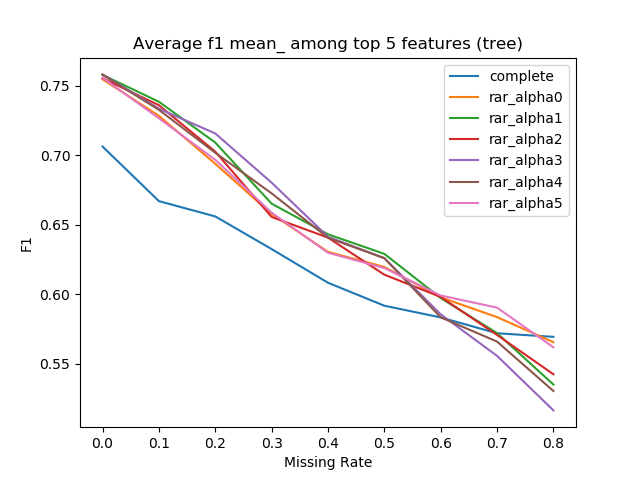 Average f1 mean_ among top 5 features (tree)
complete
rar_alpha0
rar_alpha1
rar_alpha2
rar_alpha3
rar_alpha4
rar_alpha5
F1
0.75
0.70
0.65
0.60
0.55
0.0 0.1 0.2 0.3 0.4 0.5 0.6 0.7 0.8
Missing Rate